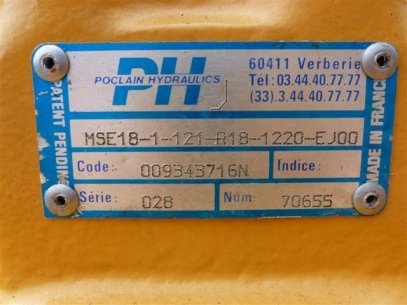 PH
POCLAIN HYDRAULICS
60411 Verberie
Tel: 03.44.40.77.77
(33).3.44.40.77.77
PATENT PENDING
MADE IN FRANCE
MSE18-1-121-R18-1220-EJ00
Code: 009343716N Indice:
Série: 028 Num: 70655